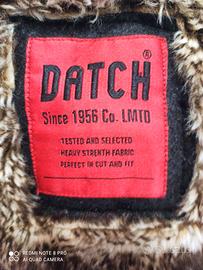 DATCH®
Since 1956 Co. LMTD
TESTED AND SELECTED
HEAVY STRENTH FABRIC
PERFECT IN CUT AND FIT
REDMI NOTE 8 PRO
AI QUAD CAMERA